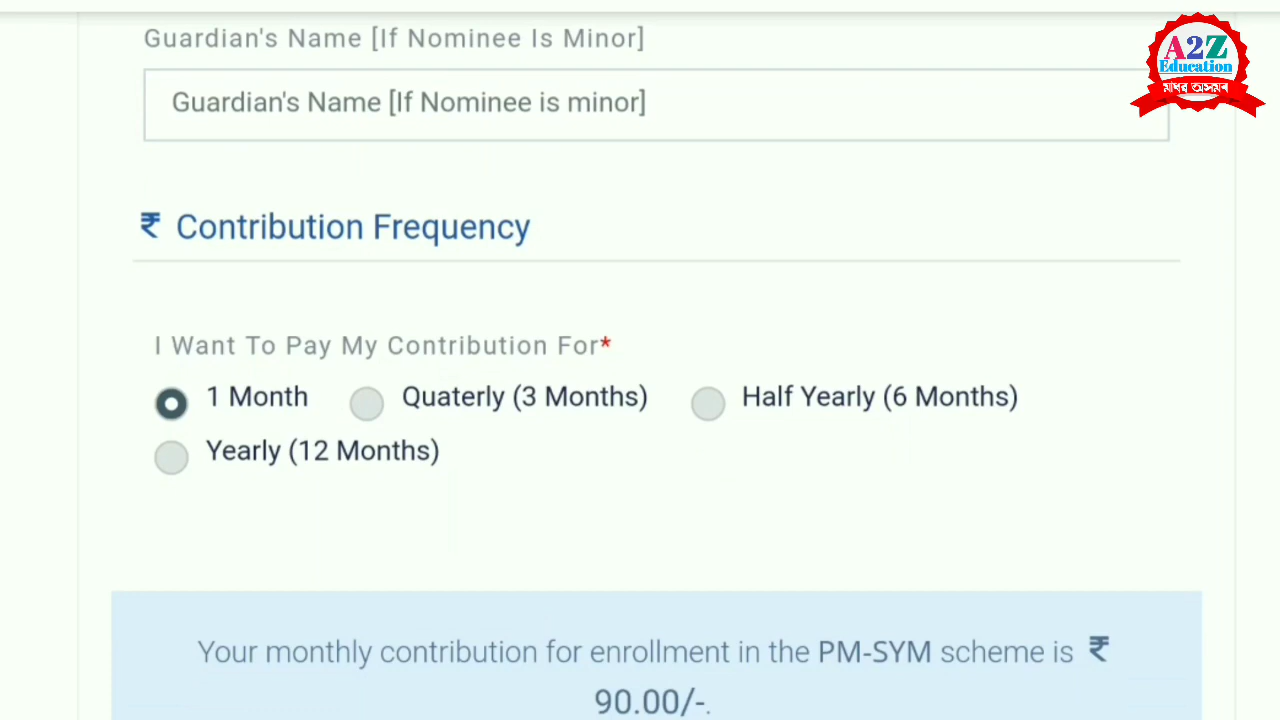 Guardian's Name [If Nominee Is Minor]
Guardian's Name [If Nominee is minor]
A2Z
Education
মাধৱ অসমৰ
₹ Contribution Frequency
I Want To Pay My Contribution For*
1 Month Quaterly (3 Months) Half Yearly (6 Months)
Yearly (12 Months)
Your monthly contribution for enrollment in the PM-SYM scheme is ₹
90.00/-.